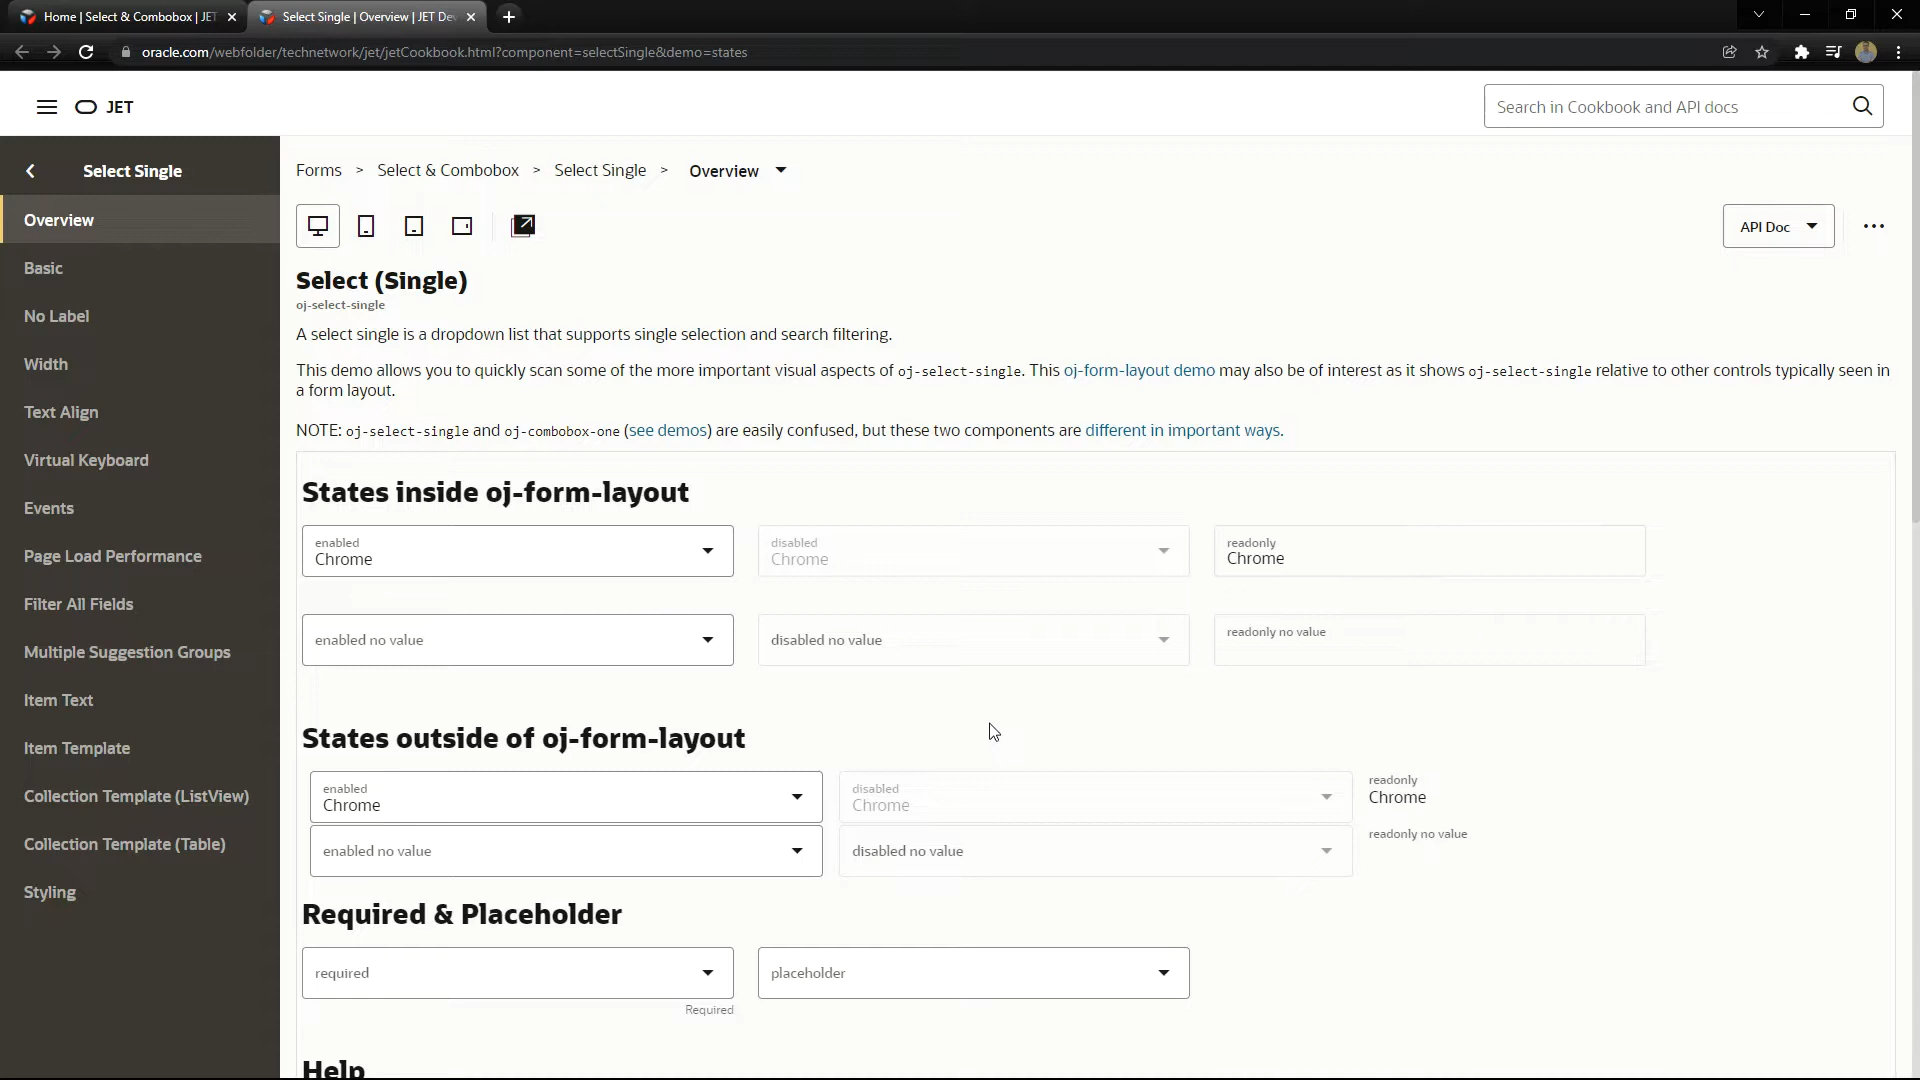 Home | Select & Combobox | JET
Select Single | Overview | JET Dev
oracle.com/webfolder/technetwork/jet/jetCookbook.html?component=selectSingle&demo=states
JET
Search in Cookbook and API docs
Select Single
Overview
Basic
No Label
Width
Text Align
Virtual Keyboard
Events
Page Load Performance
Filter All Fields
Multiple Suggestion Groups
Item Text
Item Template
Collection Template (ListView)
Collection Template (Table)
Styling
Forms > Select & Combobox > Select Single > Overview
API Doc
Select (Single)
oj-select-single
A select single is a dropdown list that supports single selection and search filtering.
This demo allows you to quickly scan some of the more important visual aspects of oj-select-single. This oj-form-layout demo may also be of interest as it shows oj-select-single relative to other controls typically seen in
a form layout.
NOTE: oj-select-single and oj-combobox-one (see demos) are easily confused, but these two components are different in important ways.
States inside oj-form-layout
enabled
Chrome
disabled
Chrome
readonly
Chrome
enabled no value
disabled no value
readonly no value
States outside of oj-form-layout
enabled
Chrome
disabled
Chrome
readonly
Chrome
enabled no value
disabled no value
readonly no value
Required & Placeholder
required
placeholder
Required
Help